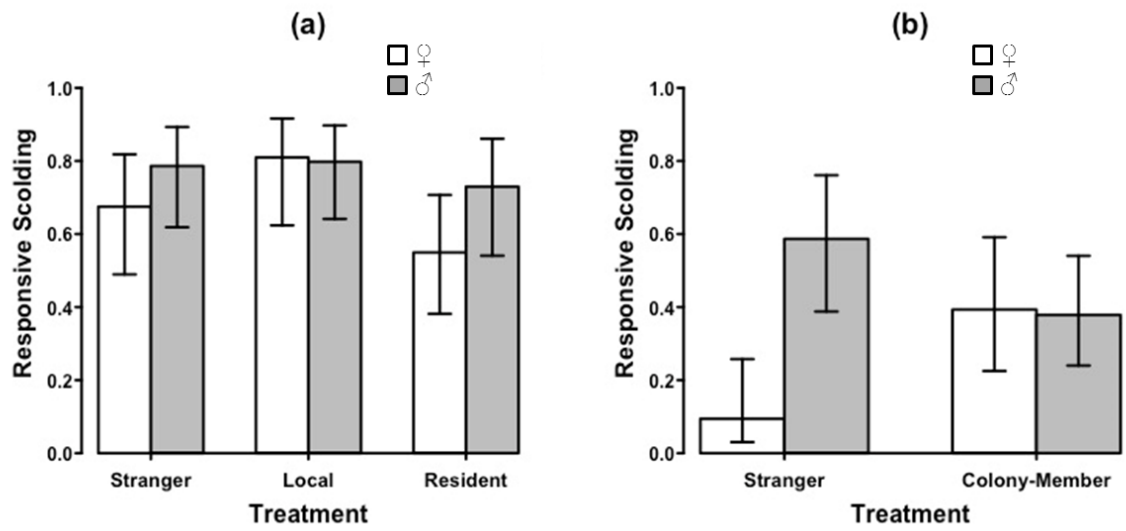 (a)
♀
♂
Responsive Scolding
1.0
0.8
0.6
0.4
0.2
0.0
Stranger Local Resident
Treatment
(b)
♀
♂
Responsive Scolding
1.0
0.8
0.6
0.4
0.2
0.0
Stranger Colony-Member
Treatment